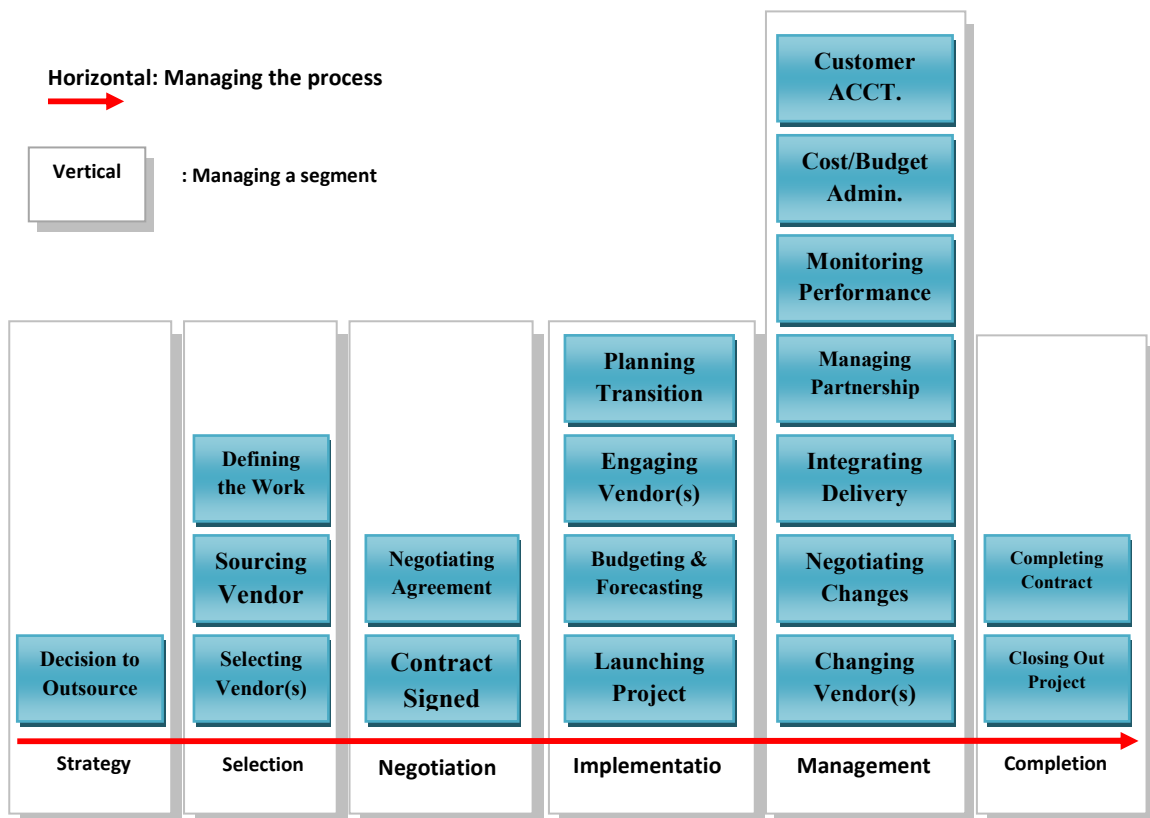 Horizontal: Managing the process
Vertical
: Managing a segment
Decision to
Outsource
Strategy
Defining
the Work
Sourcing
Vendor
Selecting
Vendor(s)
Selection
Negotiating
Agreement
Contract
Signed
Negotiation
Planning
Transition
Engaging
Vendor(s)
Budgeting &
Forecasting
Launching
Project
Implementatio
Customer
ACCT.
Cost/Budget
Admin.
Monitoring
Performance
Managing
Partnership
Integrating
Delivery
Negotiating
Changes
Changing
Vendor(s)
Management
Completing
Contract
Closing Out
Project
Completion